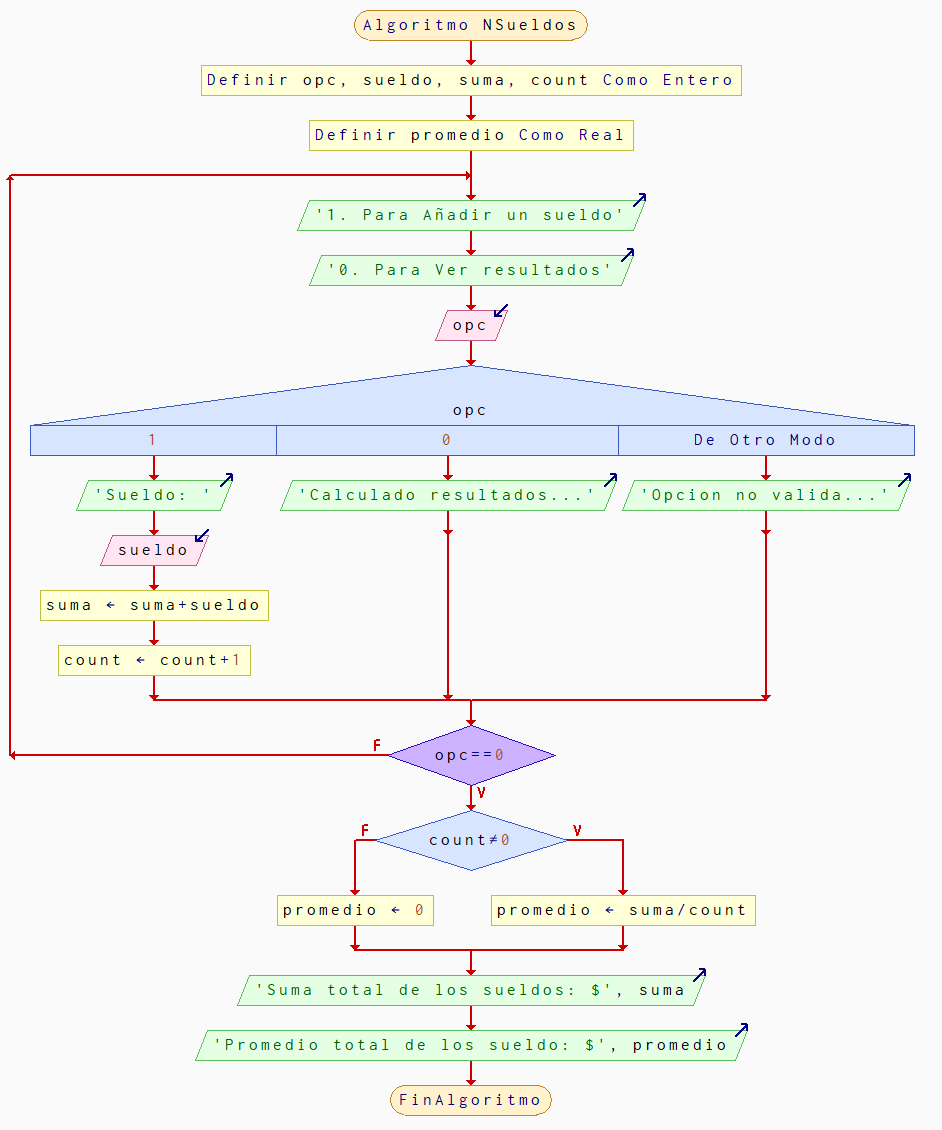 Algoritmo NSueldos
Definir opc, sueldo, suma, count Como Entero
Definir promedio Como Real
'1. Para Añadir un sueldo'
'0. Para Ver resultados'
opc
opc
1
0
De Otro Modo
'Sueldo: '
'Calculado resultados...'
'Opcion no valida...'
sueldo
suma ← suma+sueldo
count ← count+1
F
opc==0
V
F
count≠0
V
promedio ← 0
promedio ← suma/count
'Suma total de los sueldos: $', suma
'Promedio total de los sueldo: $', promedio
FinAlgoritmo